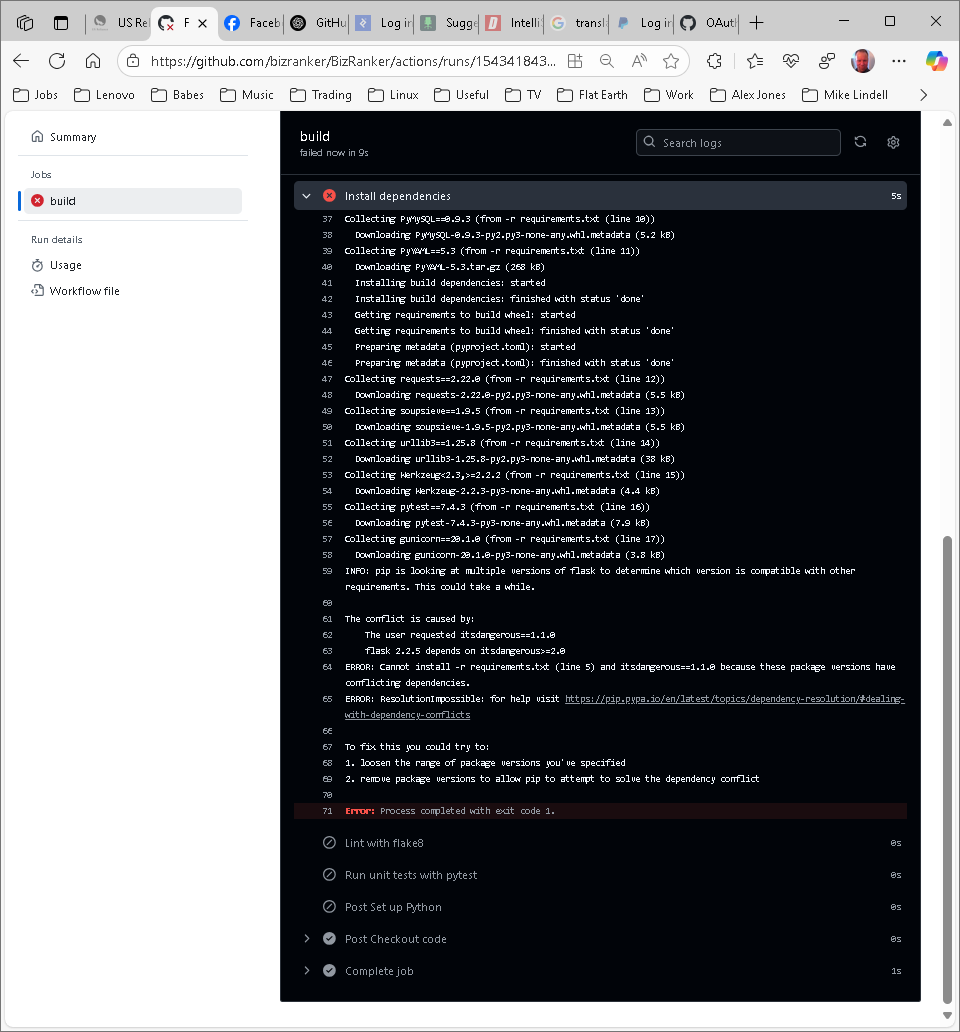 US Re
F
Faceb
GitHu
Log in
Sugge
Intelli
transl
Log in
OAuth
https://github.com/bizranker/BizRanker/actions/runs/154341843...
Jobs
Lenovo
Babes
Music
Trading
Linux
Useful
TV
Flat Earth
Work
Alex Jones
Mike Lindell
Summary
Jobs
build
Run details
Usage
Workflow file
build
failed now in 9s
Search logs
Install dependencies 5s
37 Collecting PyMySQL==0.9.3 (from -r requirements.txt (line 10))
38 Downloading PyMySQL-0.9.3-py2.py3-none-any.whl.metadata (5.2 kB)
39 Collecting PyYAML==5.3 (from -r requirements.txt (line 11))
40 Downloading PyYAML-5.3.tar.gz (268 kB)
41 Installing build dependencies: started
42 Installing build dependencies: finished with status 'done'
43 Getting requirements to build wheel: started
44 Getting requirements to build wheel: finished with status 'done'
45 Preparing metadata (pyproject.toml): started
46 Preparing metadata (pyproject.toml): finished with status 'done'
47 Collecting requests==2.22.0 (from -r requirements.txt (line 12))
48 Downloading requests-2.22.0-py2.py3-none-any.whl.metadata (5.5 kB)
49 Collecting soupsieve==1.9.5 (from -r requirements.txt (line 13))
50 Downloading soupsieve-1.9.5-py2.py3-none-any.whl.metadata (5.5 kB)
51 Collecting urllib3==1.25.8 (from -r requirements.txt (line 14))
52 Downloading urllib3-1.25.8-py2.py3-none-any.whl.metadata (38 kB)
53 Collecting Werkzeug<2.3,>=2.2.2 (from -r requirements.txt (line 15))
54 Downloading Werkzeug-2.2.3-py3-none-any.whl.metadata (4.4 kB)
55 Collecting pytest==7.4.3 (from -r requirements.txt (line 16))
56 Downloading pytest-7.4.3-py3-none-any.whl.metadata (7.9 kB)
57 Collecting gunicorn==20.1.0 (from -r requirements.txt (line 17))
58 Downloading gunicorn-20.1.0-py3-none-any.whl.metadata (3.8 kB)
59 INFO: pip is looking at multiple versions of flask to determine which version is compatible with other
requirements. This could take a while.
60
61 The conflict is caused by:
62 The user requested itsdangerous==1.1.0
63 flask 2.2.5 depends on itsdangerous>=2.0
64 ERROR: Cannot install -r requirements.txt (line 5) and itsdangerous==1.1.0 because these package versions have
conflicting dependencies.
65 ERROR: ResolutionImpossible: for help visit https://pip.pypa.io/en/latest/topics/dependency-resolution/#dealing-
with-dependency-conflicts
66
67 To fix this you could try to:
68 1. loosen the range of package versions you've specified
69 2. remove package versions to allow pip to attempt to solve the dependency conflict
70
71 Error: Process completed with exit code 1.
Lint with flake8 0s
Run unit tests with pytest 0s
Post Set up Python 0s
Post Checkout code 0s
Complete job 1s